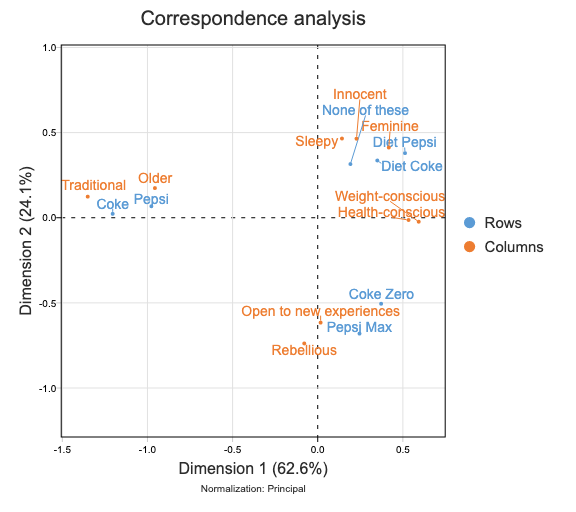 Correspondence analysis
1.0
Innocent
None of these
Feminine
0.5
Sleepy
Diet Pepsi
Diet Coke
Traditional
Older
Weight-conscious
Coke
Pepsi
Health-conscious
Rows
0.0
Columns
Dimension 2 (24.1%)
-0.5
Coke Zero
Open to new experiences
Pepsi Max
Rebellious
-1.0
-1.5
-1.0
-0.5
0.0
0.5
Dimension 1 (62.6%)
Normalization: Principal